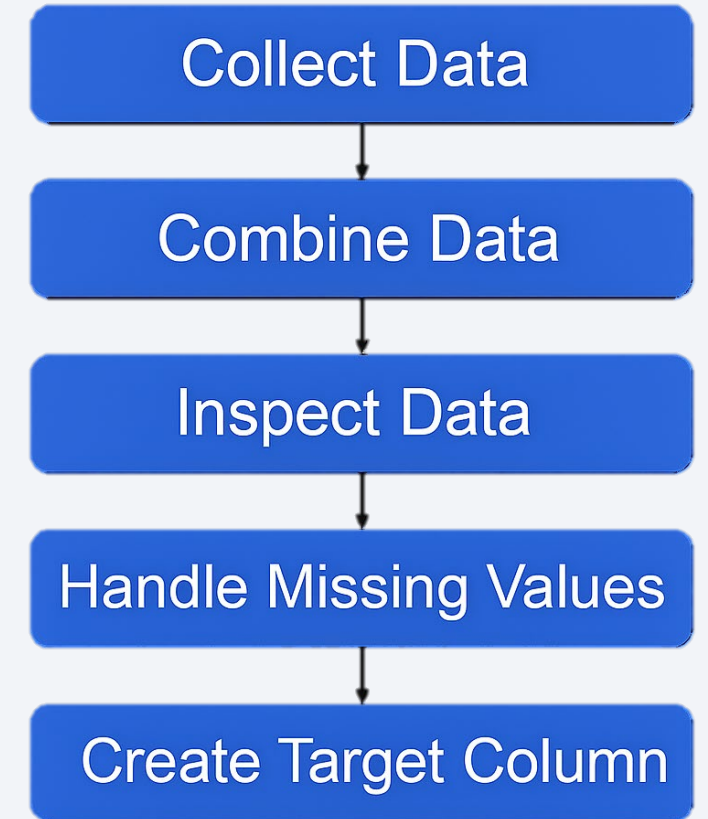 Collect Data
Combine Data
Inspect Data
Handle Missing Values
Create Target Column